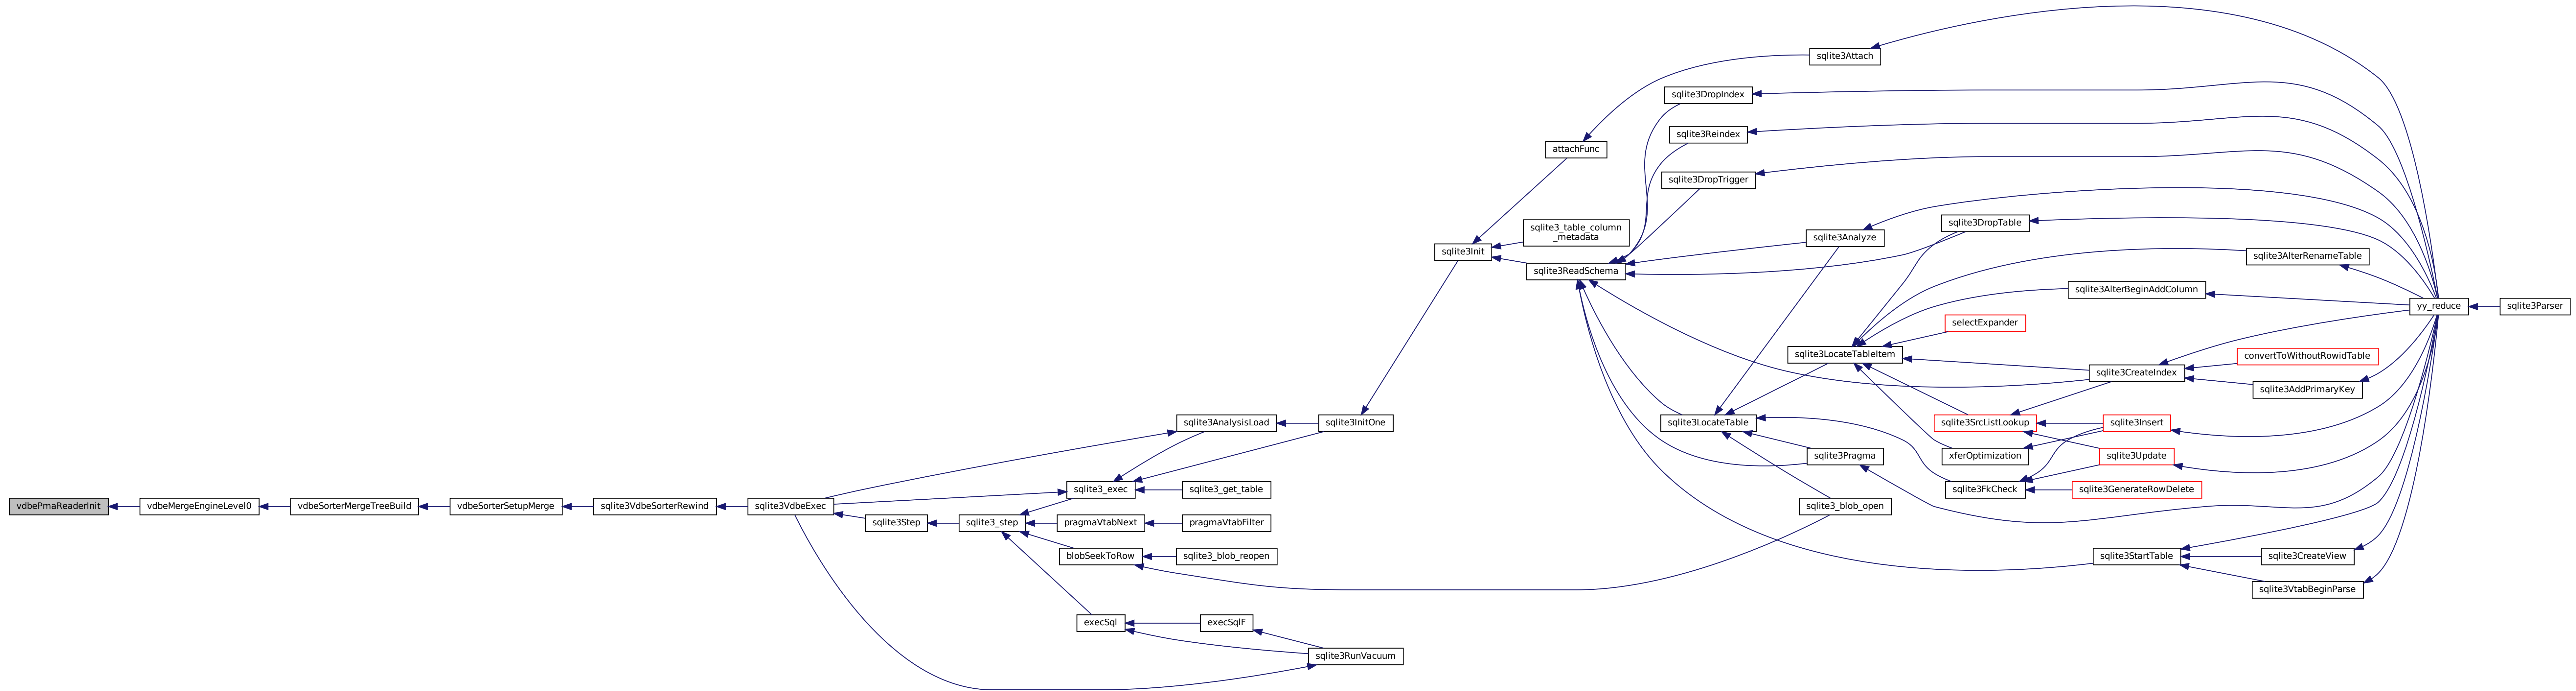 vdbePmaReaderInit
vdbeMergeEngineLevel0
vdbeSorterMergeTreeBuild
vdbeSorterSetupMerge
sqlite3VdbeSorterRewind
sqlite3VdbeExec
sqlite3Step
sqlite3_step
sqlite3AnalysisLoad
sqlite3_exec
sqlite3_get_table
pragmaVtabNext
pragmaVtabFilter
blobSeekToRow
sqlite3_blob_reopen
execSql
execSqlF
sqlite3RunVacuum
sqlite3InitOne
sqlite3Init
attachFunc
sqlite3_table_column
_metadata
sqlite3ReadSchema
sqlite3Attach
sqlite3DropIndex
sqlite3Reindex
sqlite3DropTrigger
sqlite3Analyze
sqlite3DropTable
sqlite3AlterRenameTable
sqlite3AlterBeginAddColumn
selectExpander
sqlite3LocateTableItem
sqlite3CreateIndex
convertToWithoutRowidTable
sqlite3AddPrimaryKey
sqlite3LocateTable
sqlite3SrcListLookup
sqlite3Insert
xferOptimization
sqlite3Pragma
sqlite3Update
sqlite3FkCheck
sqlite3GenerateRowDelete
sqlite3_blob_open
sqlite3StartTable
sqlite3CreateView
sqlite3VtabBeginParse
yy_reduce
sqlite3Parser